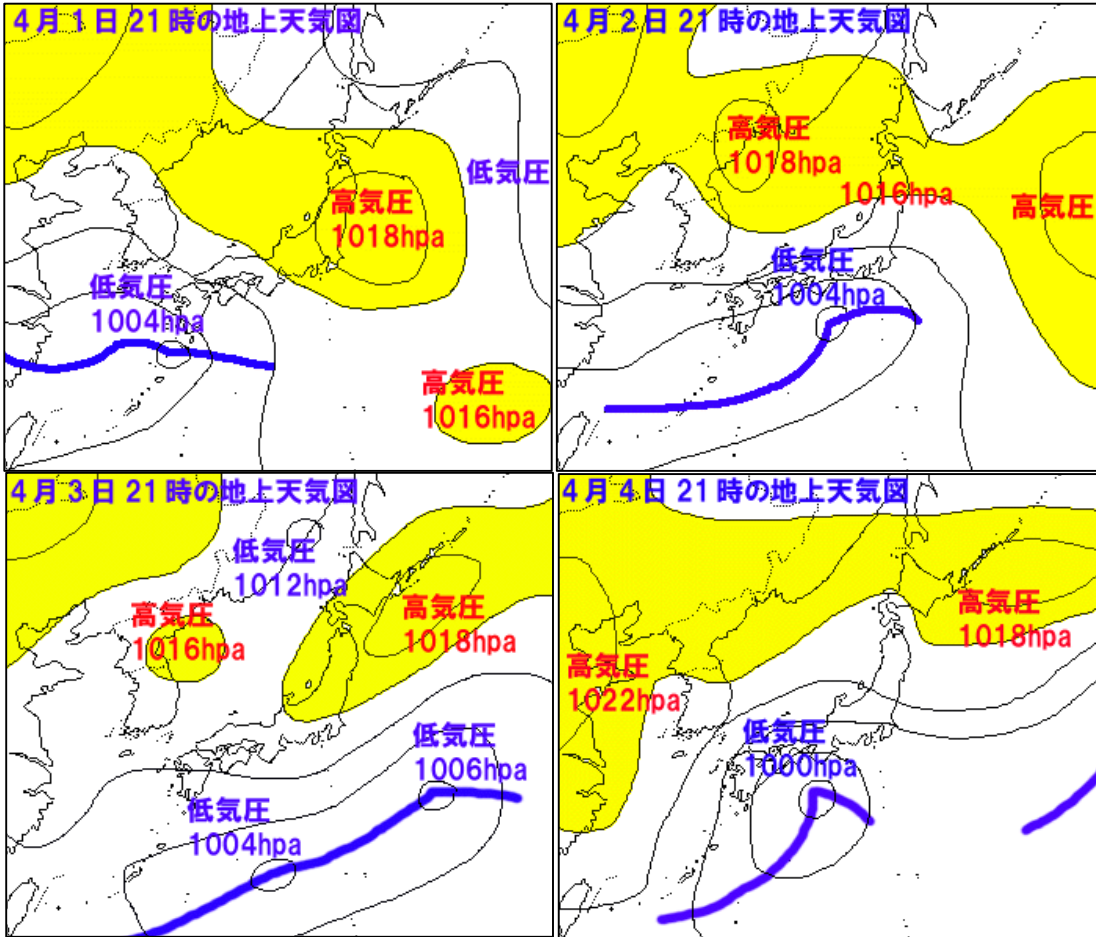 4月1日21時の地上天気図
低気圧
高気圧
1018hpa
低気圧
1004hpa
高気圧
1016hpa
4月2日21時の地上天気図
高気圧
1018hpa
1016hpa
高気圧
低気圧
1004hpa
4月3日21時の地上天気図
低気圧
1012hpa
高気圧
1016hpa
高気圧
1018hpa
低気圧
1006hpa
低気圧
1004hpa
4月4日21時の地上天気図
高気圧
1018hpa
高気圧
1022hpa
低気圧
1000hpa